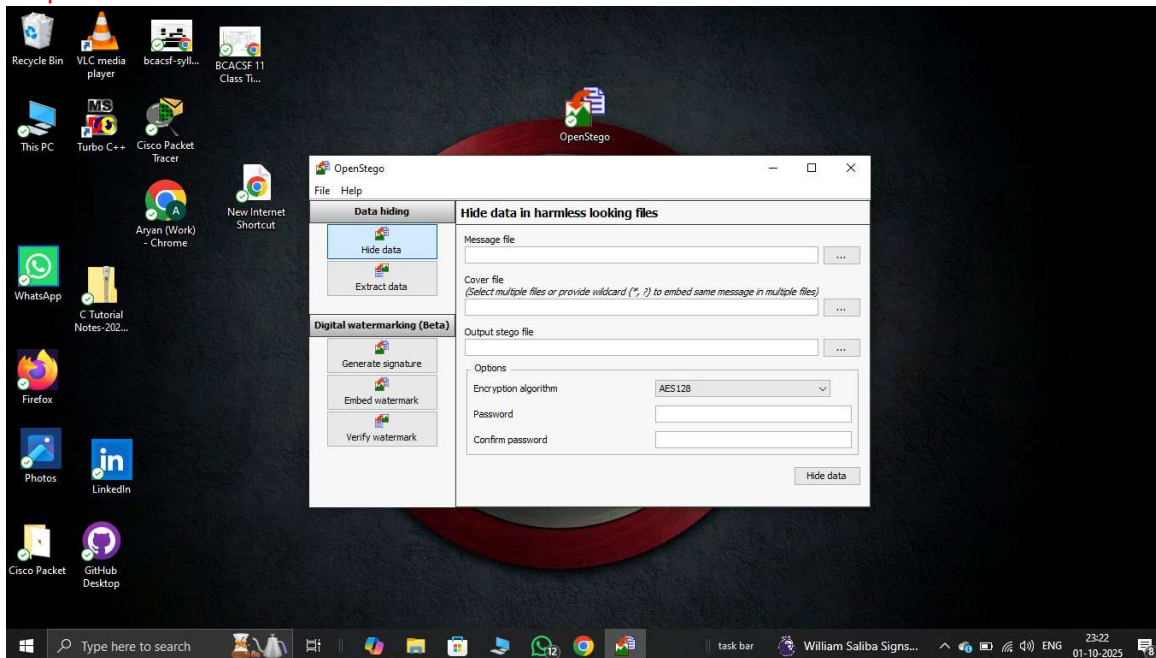 Recycle Bin
VLC media
player
bcacsf-syll...
BCACSF 11
Class Ti...
This PC
MS
Turbo C++
Cisco Packet
Tracer
OpenStego
A
Aryan (Work)
- Chrome
New Internet
Shortcut
WhatsApp
C Tutorial
Notes-202...
Firefox
Photos
in
LinkedIn
Cisco Packet
GitHub
Desktop
OpenStego
File Help
Data hiding
Hide data
Extract data
Digital watermarking (Beta)
Generate signature
Embed watermark
Verify watermark
Hide data in harmless looking files
Message file
...
Cover file
(Select multiple files or provide wildcard (*, ?) to embed same message in multiple files)
...
Output stego file
...
Options
Encryption algorithm AES128
Password
Confirm password
Hide data
Type here to search
12
task bar
William Saliba Signs...
ENG
23:22
01-10-2025
8